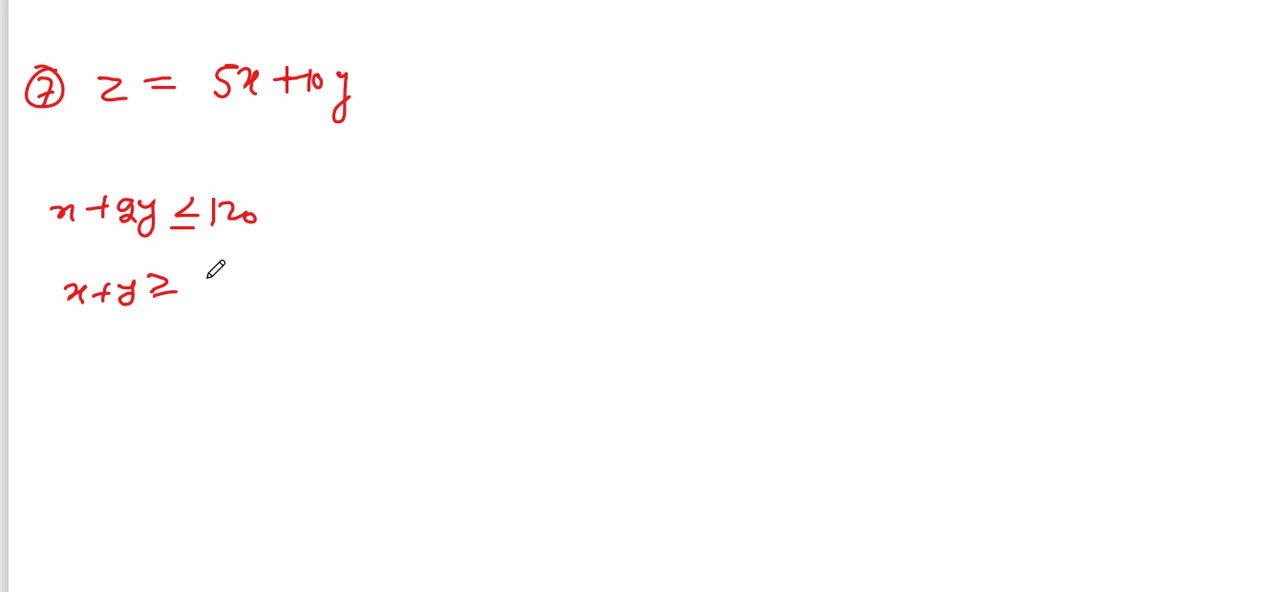 ⑦ z = 5x+10y
x+2y ≤ 120
x+y ≥